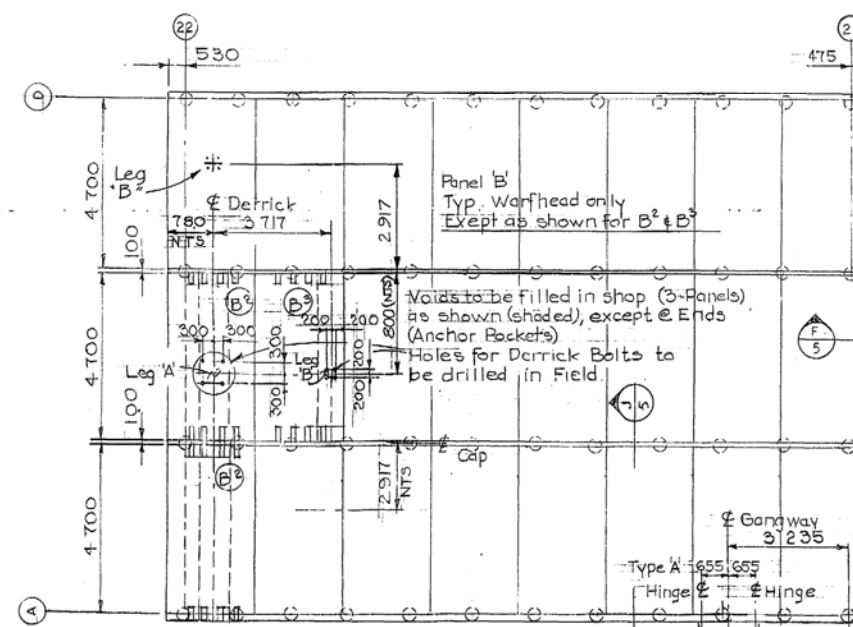 22
2
530
475
D
4 700
Leg
"B"
℄ Derrick
780
N.T.S
3 717
2 917
Panel 'B'
Typ. Warfhead only
Exept as shown for B² & B³
100
B²
B³
800 (NTS)
Voids to be filled in shop (3-Panels)
as shown (shaded), except @ Ends
(Anchor Pockets)
Holes for Derrick Bolts to
be drilled in Field
300
300
300
300
200
200
200
200
4 700
Leg 'A'
Leg
'B'
F
5
J
5
100
℄
Cap
B²
2 917
NTS
4 700
℄ Gangway
3 235
Type 'A'
655
655
Hinge ℄
℄ Hinge
A